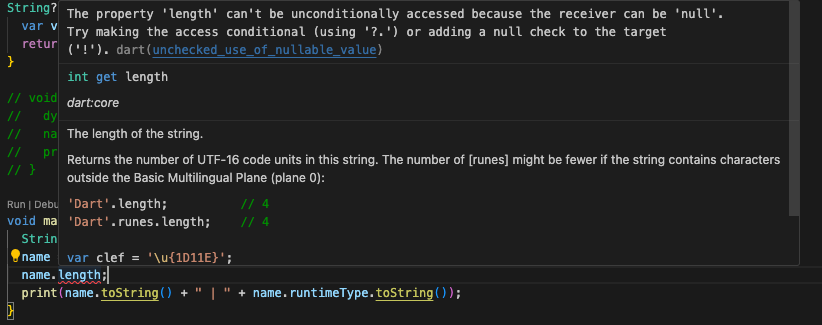 String?
The property 'length' can't be unconditionally accessed because the receiver can be 'null'.
var v
Try making the access conditional (using '?.') or adding a null check to the target
retur
('!'). dart(unchecked_use_of_nullable_value)
}
int get length
// void
dart:core
// dy
// na
The length of the string.
// pr
Returns the number of UTF-16 code units in this string. The number of [runes] might be fewer if the string contains characters
// }
outside the Basic Multilingual Plane (plane 0):
Run | Debu
'Dart'.length; // 4
void ma
'Dart'.runes.length; // 4
Strin
name
var clef = '\u{1D11E}';
name.length;
print(name.toString() + " | " + name.runtimeType.toString());
}